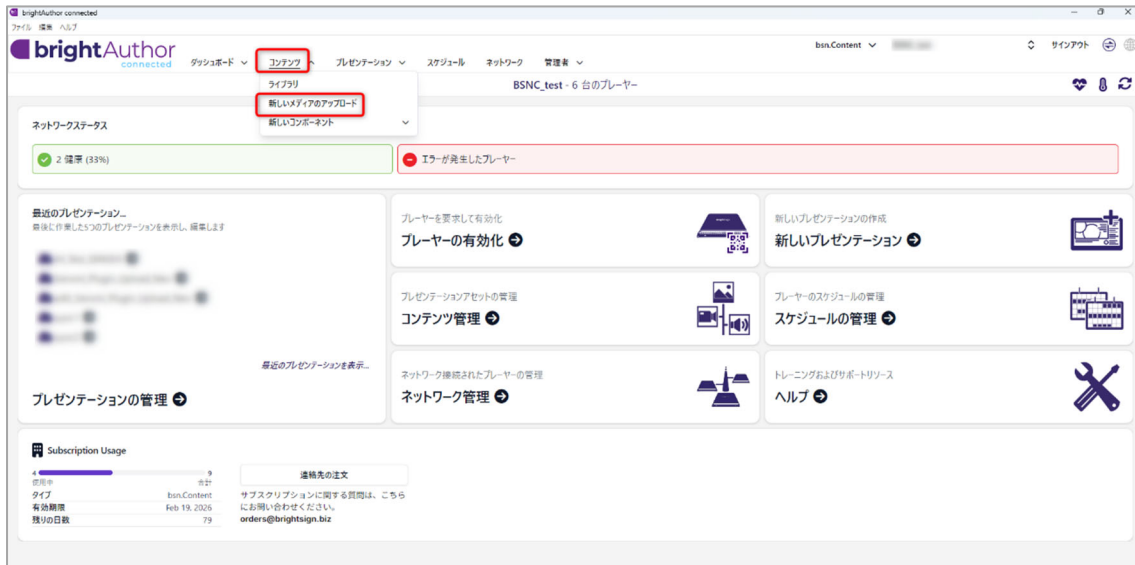 brightAuthor connected
ファイル 編集 ヘルプ
brightAuthor
connected
ダッシュボード コンテンツ プレゼンテーション スケジュール ネットワーク 管理者
bsn.Content
サインアウト
ライブラリ
新しいメディアのアップロード
新しいコンポーネント
BSNC_test - 6 台のプレーヤー
ネットワークステータス
2 健康 (33%)
エラーが発生したプレーヤー
最近のプレゼンテーション...
最後に作業した5つのプレゼンテーションを表示し、編集します
最近のプレゼンテーションを表示...
プレゼンテーションの管理
プレーヤーを要求して有効化
プレーヤーの有効化
新しいプレゼンテーションの作成
新しいプレゼンテーション
プレゼンテーションアセットの管理
コンテンツ管理
プレーヤーのスケジュールの管理
スケジュールの管理
ネットワーク接続されたプレーヤーの管理
ネットワーク管理
トレーニングおよびサポートリソース
ヘルプ
Subscription Usage
4 9
使用中 合計
タイプ bsn.Content
有効期限 Feb 19, 2026
残りの日数 79
連絡先の注文
サブスクリプションに関する質問は、こちら
にお問い合わせください。
orders@brightsign.biz